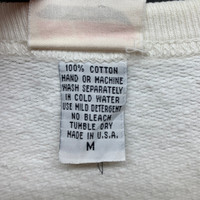 100% COTTON
HAND OR MACHINE
WASH SEPARATELY
IN COLD WATER
USE MILD DETERGENT
NO BLEACH
TUMBLE DRY
MADE IN U.S.A.
M